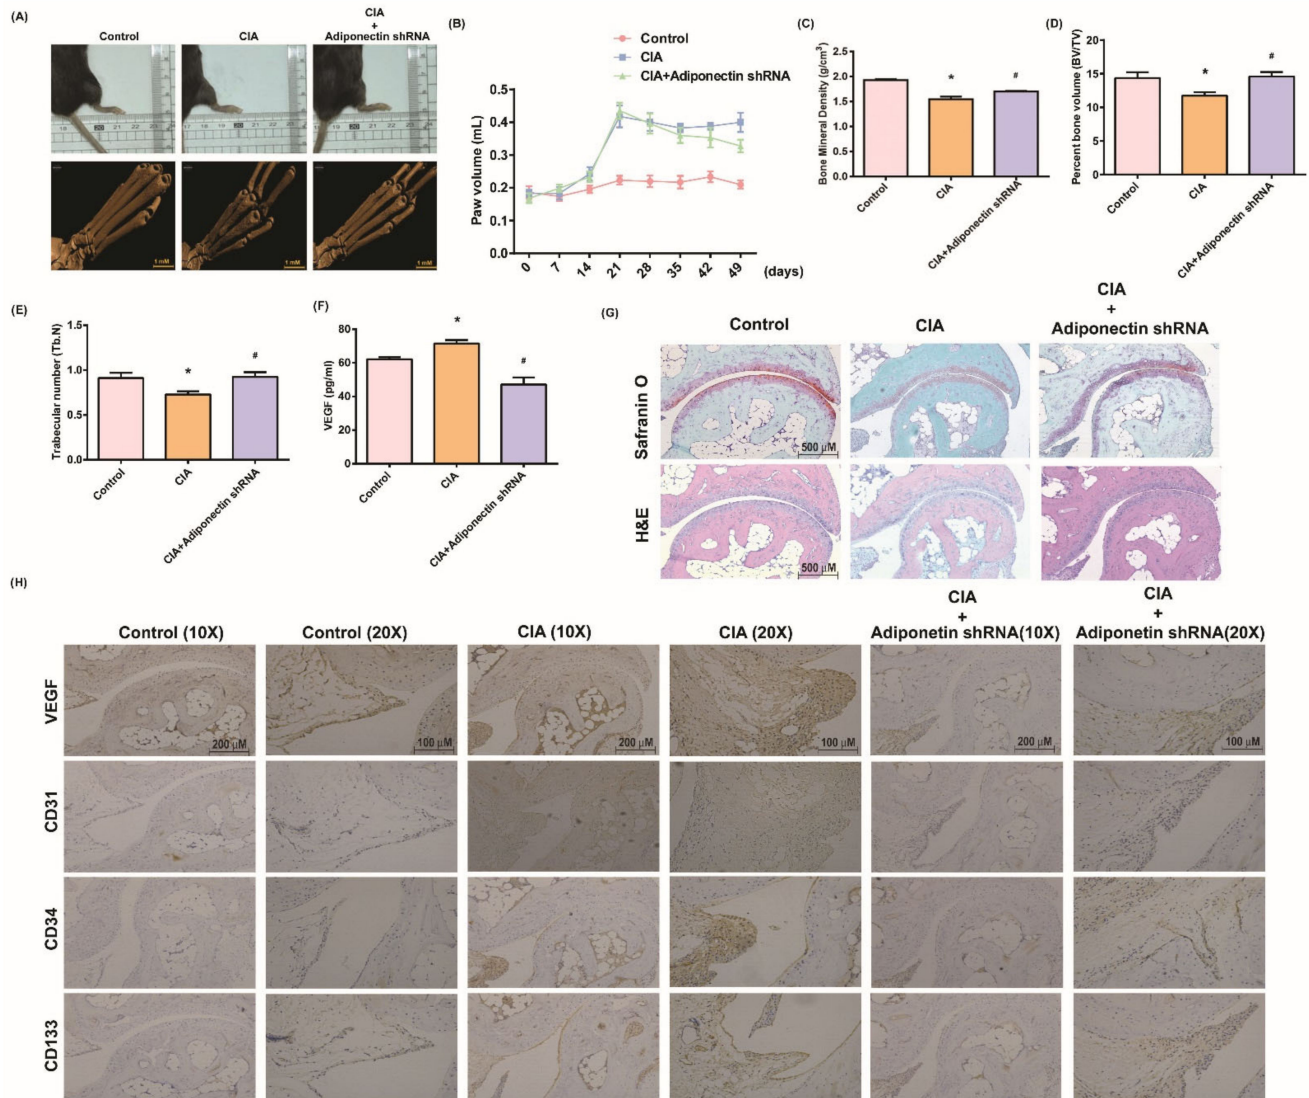 (A)
Control
CIA
CIA
+
Adiponectin shRNA
18 19 20 21 22 23 24
1 mM
1 mM
1 mM
(B)
Control
CIA
CIA+Adiponectin shRNA
Paw volume (mL)
0.5
0.4
0.3
0.2
0.1
0.0
0 7 14 21 28 35 42 49 (days)
(C)
Bone Mineral Density (g/cm³)
2.5
2.0
1.5
1.0
0.5
0.0
*
#
Control
CIA
CIA+Adiponectin shRNA
(D)
Percent bone volume (BV/TV)
20
15
10
5
0
*
#
Control
CIA
CIA+Adiponectin shRNA
(E)
Trabecular number (Tb.N)
1.5
1.0
0.5
0.0
*
#
Control
CIA
CIA+Adiponectin shRNA
(F)
VEGF (pg/ml)
80
60
40
20
0
*
#
Control
CIA
CIA+Adiponectin shRNA
(G)
Control
CIA
CIA
+
Adiponectin shRNA
Safranin O
500 µM
H&E
500 µM
(H)
Control (10X)
Control (20X)
CIA (10X)
CIA (20X)
CIA
+
Adiponetin shRNA(10X)
CIA
+
Adiponetin shRNA(20X)
VEGF
200 µM
100 µM
200 µM
100 µM
200 µM
100 µM
CD31
CD34
CD133